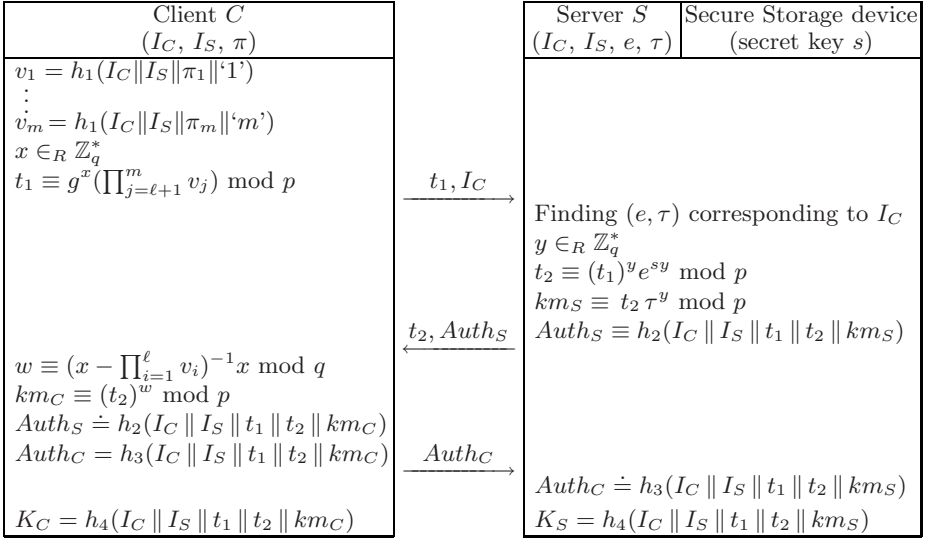 Client C
(I_C, I_S, π)
v_1 = h_1(I_C‖I_S‖π_1‖‘1’)
⋮
v_m = h_1(I_C‖I_S‖π_m‖‘m’)
x ∈_R ℤ_q^*
t_1 ≡ g^x(∏_{j=ℓ+1}^m v_j) mod p
w ≡ (x − ∏_{i=1}^ℓ v_i)^{−1}x mod q
km_C ≡ (t_2)^w mod p
Auth_S ≐ h_2(I_C ‖ I_S ‖ t_1 ‖ t_2 ‖ km_C)
Auth_C = h_3(I_C ‖ I_S ‖ t_1 ‖ t_2 ‖ km_C)
K_C = h_4(I_C ‖ I_S ‖ t_1 ‖ t_2 ‖ km_C)
t_1, I_C
t_2, Auth_S
Auth_C
Server S
(I_C, I_S, e, τ)
Secure Storage device
(secret key s)
Finding (e, τ) corresponding to I_C
y ∈_R ℤ_q^*
t_2 ≡ (t_1)^y e^{sy} mod p
km_S ≡ t_2 τ^y mod p
Auth_S ≡ h_2(I_C ‖ I_S ‖ t_1 ‖ t_2 ‖ km_S)
Auth_C ≐ h_3(I_C ‖ I_S ‖ t_1 ‖ t_2 ‖ km_S)
K_S = h_4(I_C ‖ I_S ‖ t_1 ‖ t_2 ‖ km_S)